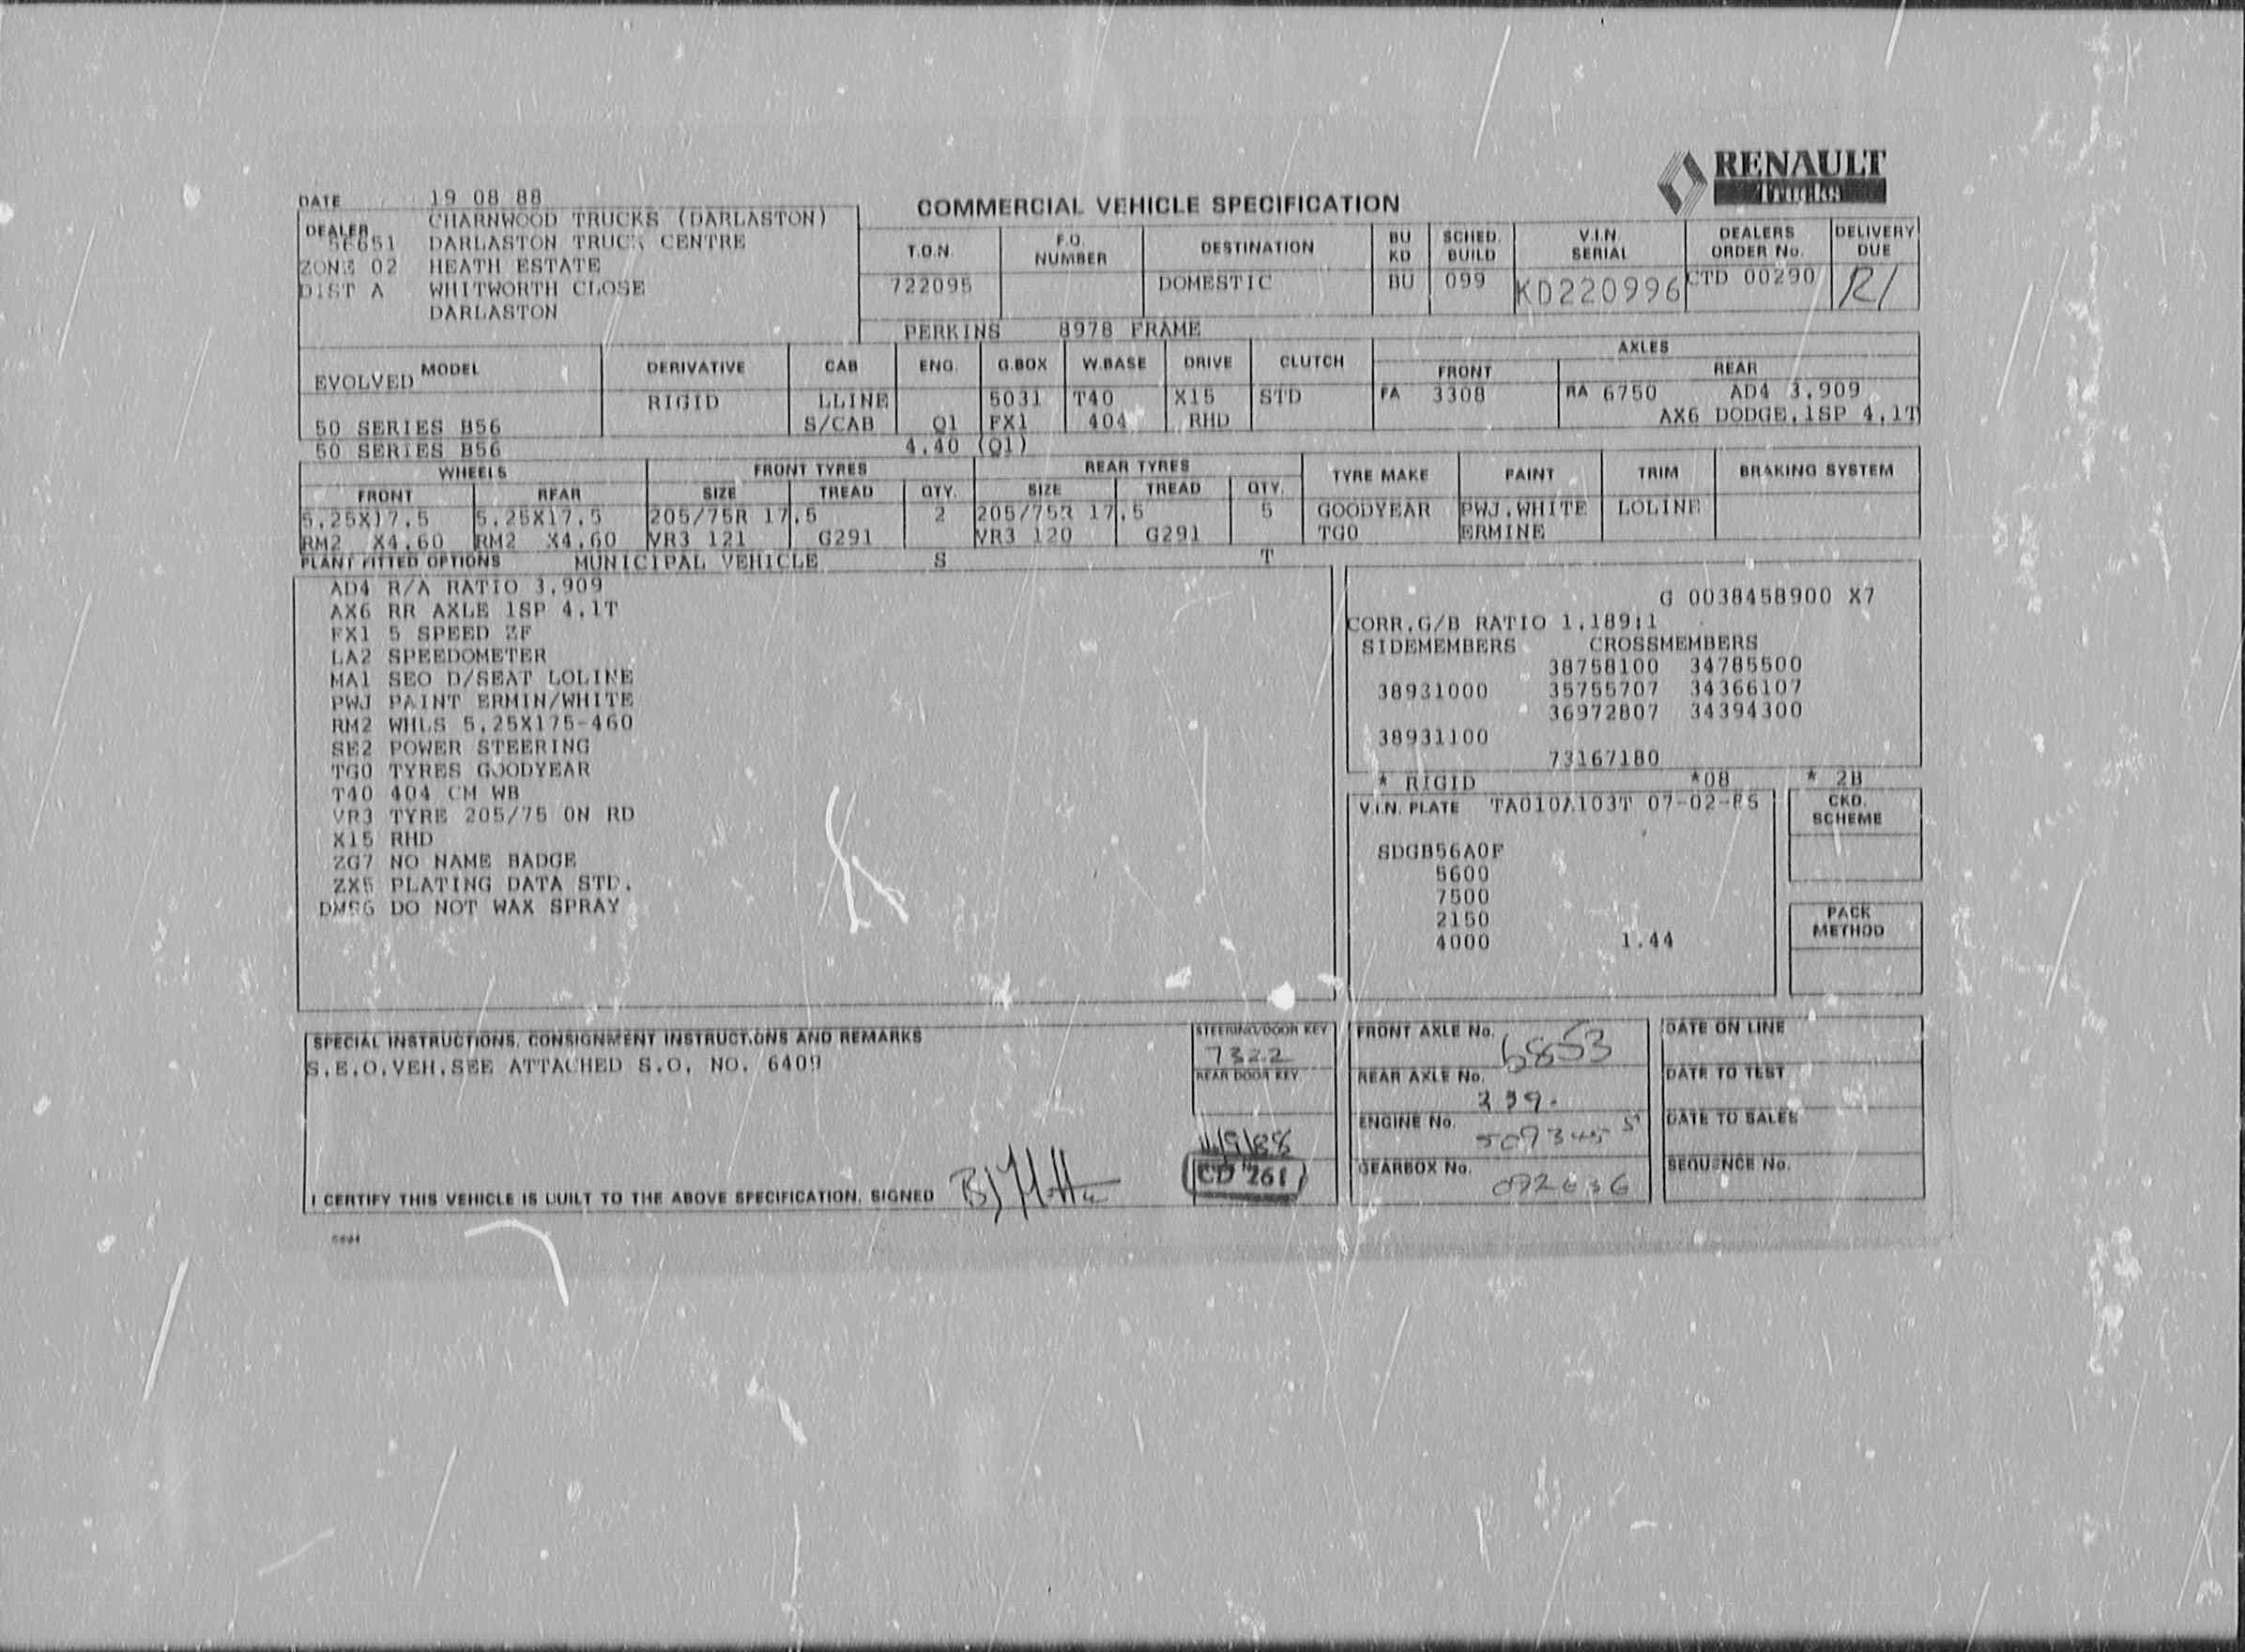 RENAULT
Trucks
DATE 19 08 88
COMMERCIAL VEHICLE SPECIFICATION
DEALER CHARNWOOD TRUCKS (DARLASTON)
DARLASTON TRUCK CENTRE
ZONE 02 HEATH ESTATE
DIST A WHITWORTH CLOSE
DARLASTON
T.O.N. F.O. NUMBER DESTINATION BU KD SCHED. BUILD V.I.N. SERIAL DEALERS ORDER No. DELIVERY DUE
722095 DOMESTIC BU 099 KD220996 CTD 00290 R1
PERKINS 8978 FRAME
MODEL DERIVATIVE CAB ENG. G.BOX W.BASE DRIVE CLUTCH AXLES
FRONT REAR
EVOLVED
RIGID LLINE 5031 T40 X15 STD FA 3308 RA 6750 AD4 3.909
50 SERIES B56 S/CAB Q1 FX1 404 RHD AX6 DODGE,1SP 4.1T
50 SERIES B56 4.40 (Q1)
WHEELS FRONT TYRES REAR TYRES TYRE MAKE PAINT TRIM BRAKING SYSTEM
FRONT REAR SIZE TREAD QTY. SIZE TREAD QTY.
5.25X17.5 5.25X17.5 205/75R 17.5 2 205/75R 17.5 5 GOODYEAR PWJ.WHITE LOLINE
RM2 X4.60 RM2 X4.60 VR3 121 G291 VR3 120 G291 TG0 ERMINE
PLANT FITTED OPTIONS MUNICIPAL VEHICLE S T
AD4 R/A RATIO 3.909
AX6 RR AXLE 1SP 4.1T
FX1 5 SPEED ZF
LA2 SPEEDOMETER
MA1 SEO D/SEAT LOLINE
PWJ PAINT ERMIN/WHITE
RM2 WHLS 5.25X175-460
SE2 POWER STEERING
TG0 TYRES GOODYEAR
T40 404 CM WB
VR3 TYRE 205/75 ON RD
X15 RHD
ZG7 NO NAME BADGE
ZX5 PLATING DATA STD.
DO NOT WAX SPRAY
G 0038458900 X7
CORR.G/B RATIO 1.189:1
SIDEMEMBERS CROSSMEMBERS
38758100 34785500
38931000 35755707 34366107
36972807 34394300
38931100
73167180
* RIGID *08 * 2B
V.I.N. PLATE TA010A103T 07-02-85
CKD. SCHEME
SDGB56A0F
5600
7500
2150
4000 1.44
PACK METHOD
SPECIAL INSTRUCTIONS, CONSIGNMENT INSTRUCTIONS AND REMARKS
S.E.O.VEH.SEE ATTACHED S.O. NO. 6409
I CERTIFY THIS VEHICLE IS BUILT TO THE ABOVE SPECIFICATION. SIGNED
STEERING/DOOR KEY
7322
REAR DOOR KEY
CD 261
FRONT AXLE No. 6853
REAR AXLE No. 239.
ENGINE No. 509345
GEARBOX No. 092636
DATE ON LINE
DATE TO TEST
DATE TO SALES
SEQUENCE No.